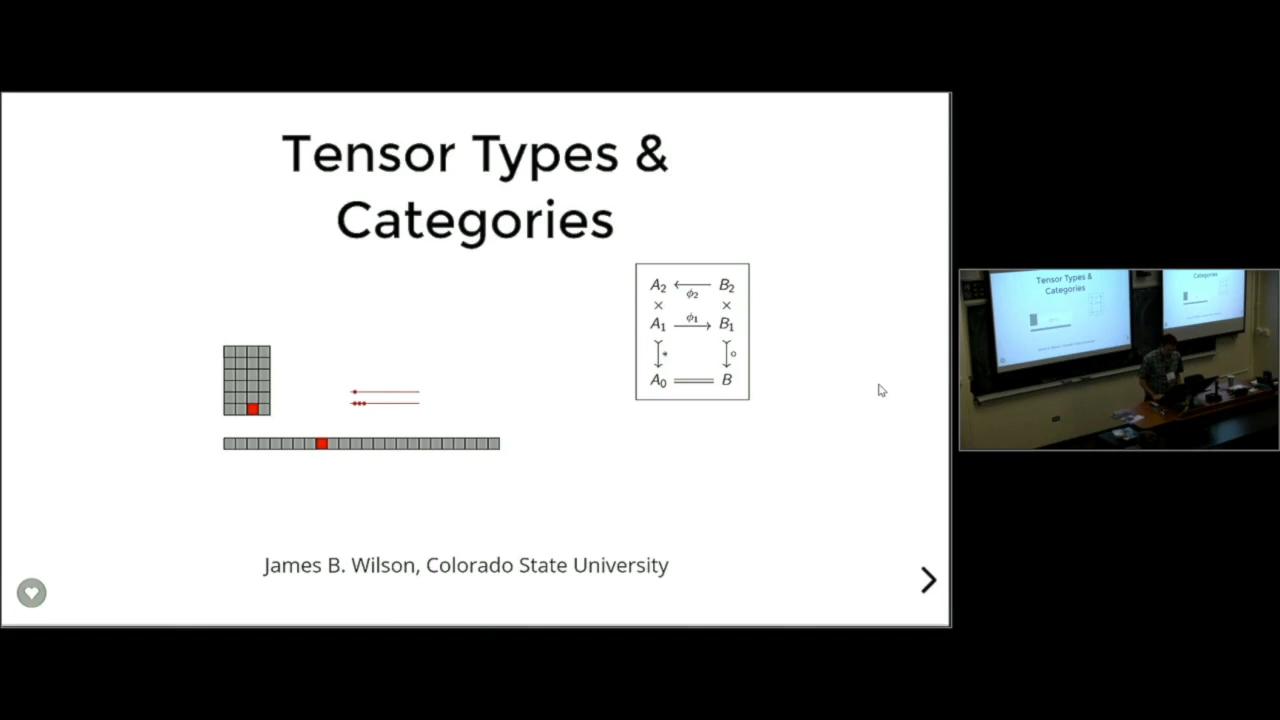 Tensor Types &
Categories
A₂ ← B₂
ϕ₂
× ×
ϕ₁
A₁ → B₁
* ∘
A₀ = B
James B. Wilson, Colorado State University
Tensor Types &
Categories
Categories